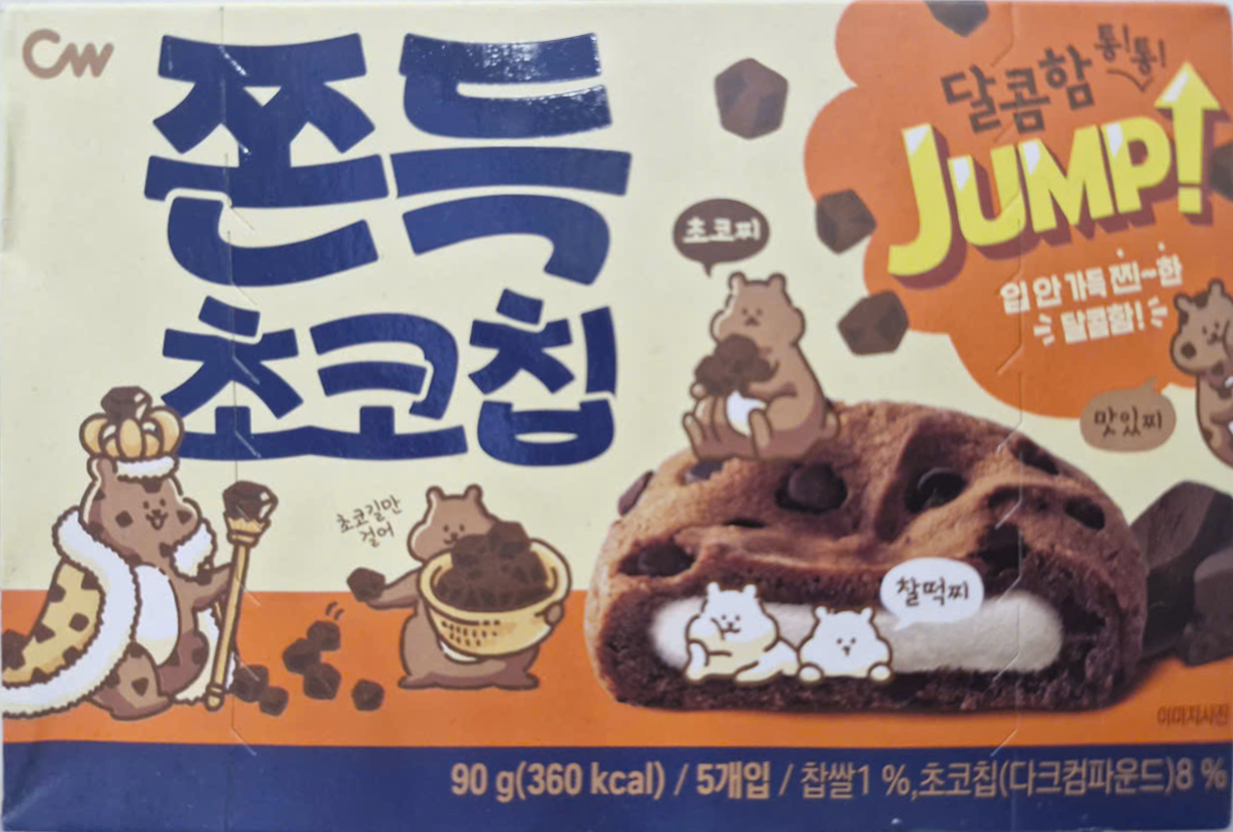 CW
쫀득
초코칩
달콤함 통!통!
JUMP!
입 안 가득 찐~한
달콤함!
초코찌
맛있찌
초코길만
걸어
찰떡찌
이미지사진
90 g(360 kcal) / 5개입 / 찹쌀1 %,초코칩(다크컴파운드)8 %